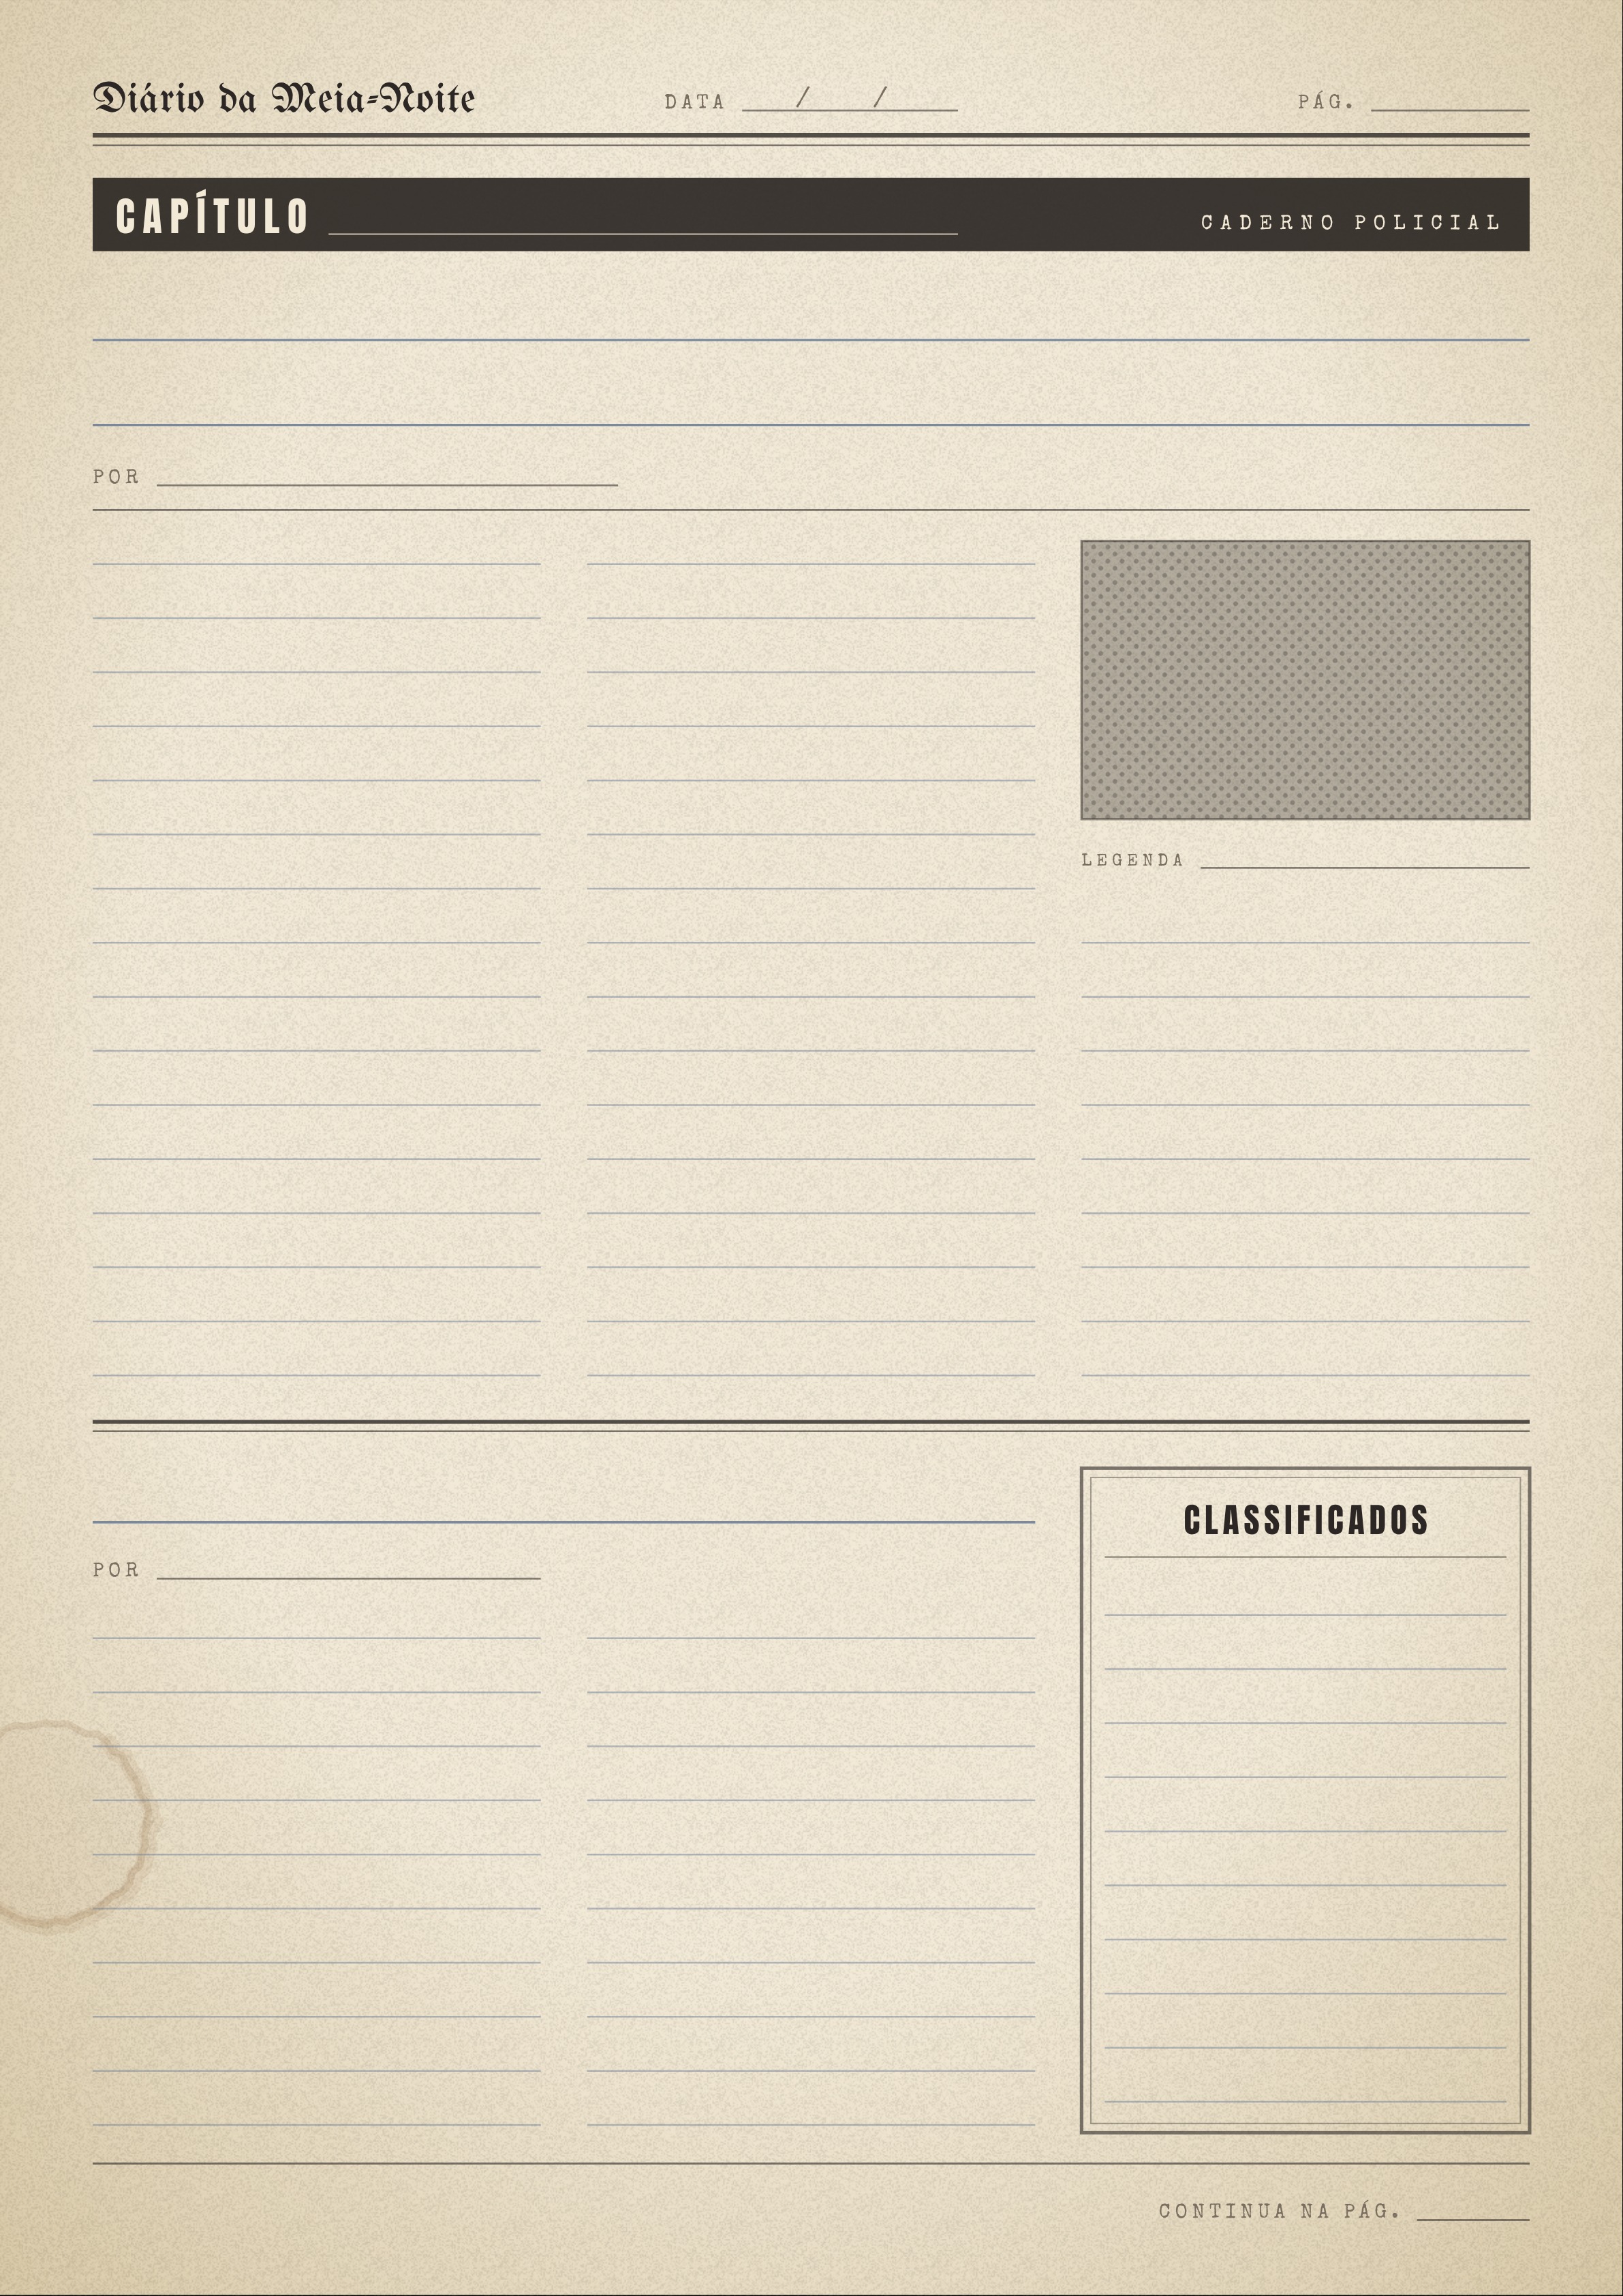 Diário da Meia-Noite DATA / / PÁG.
CAPÍTULO CADERNO POLICIAL
POR
LEGENDA
CLASSIFICADOS
POR
CONTINUA NA PÁG.